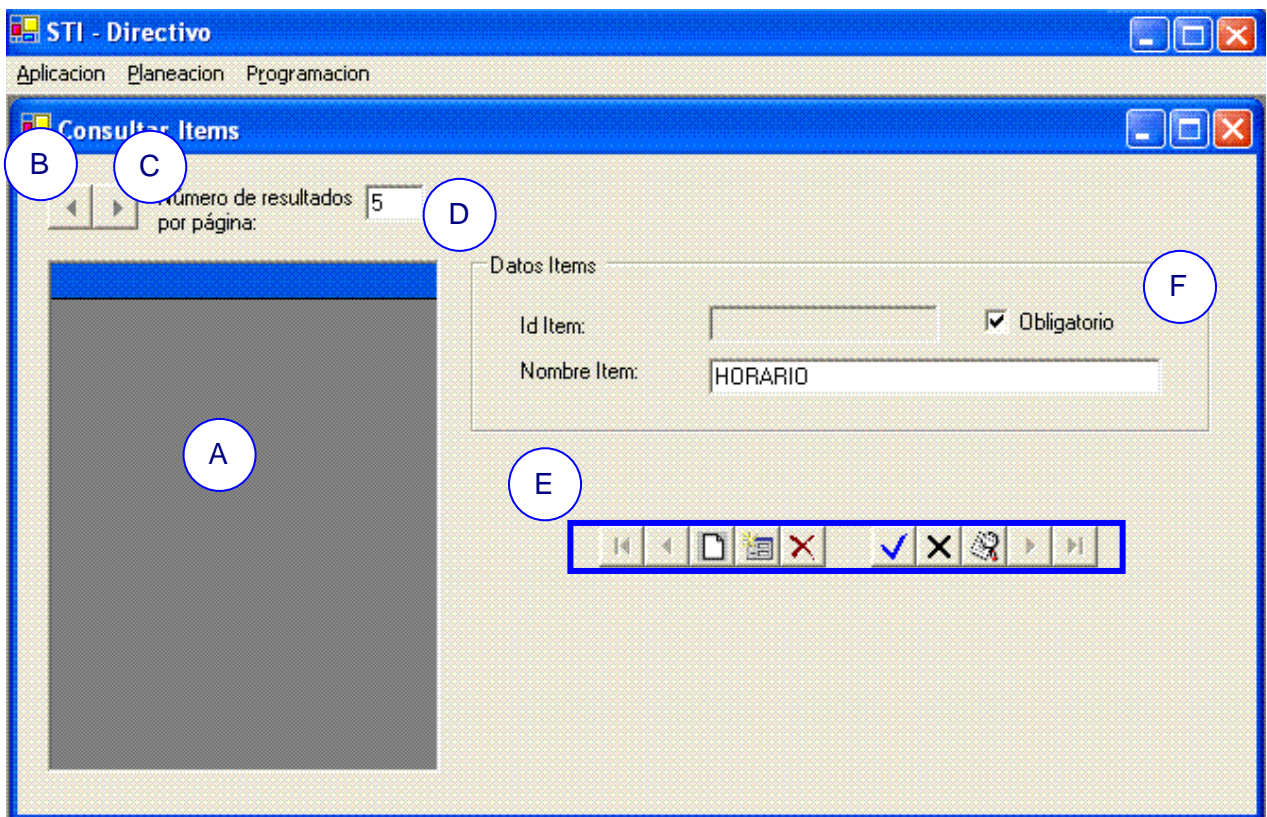 STI - Directivo
Aplicacion Planeacion Programacion
Consultar Items
B
C
Número de resultados
por página:
5
D
Datos Items
F
Id Item:
Obligatorio
Nombre Item:
HORARIO
A
E